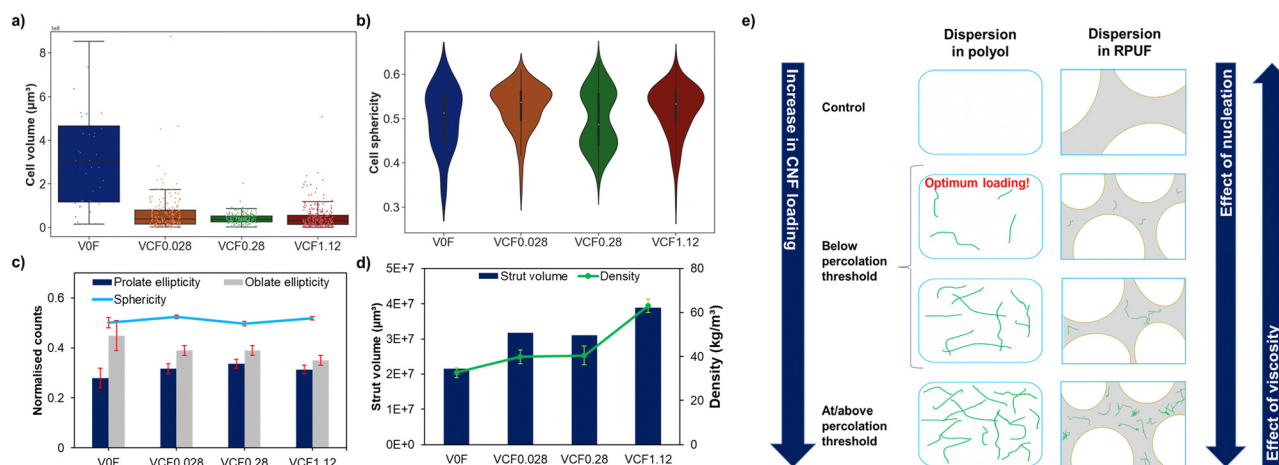 a)
1e8
8
6
4
2
0
Cell volume (µm³)
V0F
VCF0.028
VCF0.28
VCF1.12
b)
0.6
0.5
0.4
0.3
Cell sphericity
V0F
VCF0.028
VCF0.28
VCF1.12
c)
Prolate ellipticity
Oblate ellipticity
Sphericity
0.6
0.4
0.2
0
Normalised counts
V0F
VCF0.028
VCF0.28
VCF1.12
d)
Strut volume
Density
5E+7
4E+7
3E+7
2E+7
1E+7
0E+0
Strut volume (µm³)
80
60
40
20
0
Density (kg/m³)
V0F
VCF0.028
VCF0.28
VCF1.12
e)
Dispersion
in polyol
Dispersion
in RPUF
Increase in CNF loading
Control
Optimum loading!
Below
percolation
threshold
At/above
percolation
threshold
Effect of nucleation
Effect of viscosity